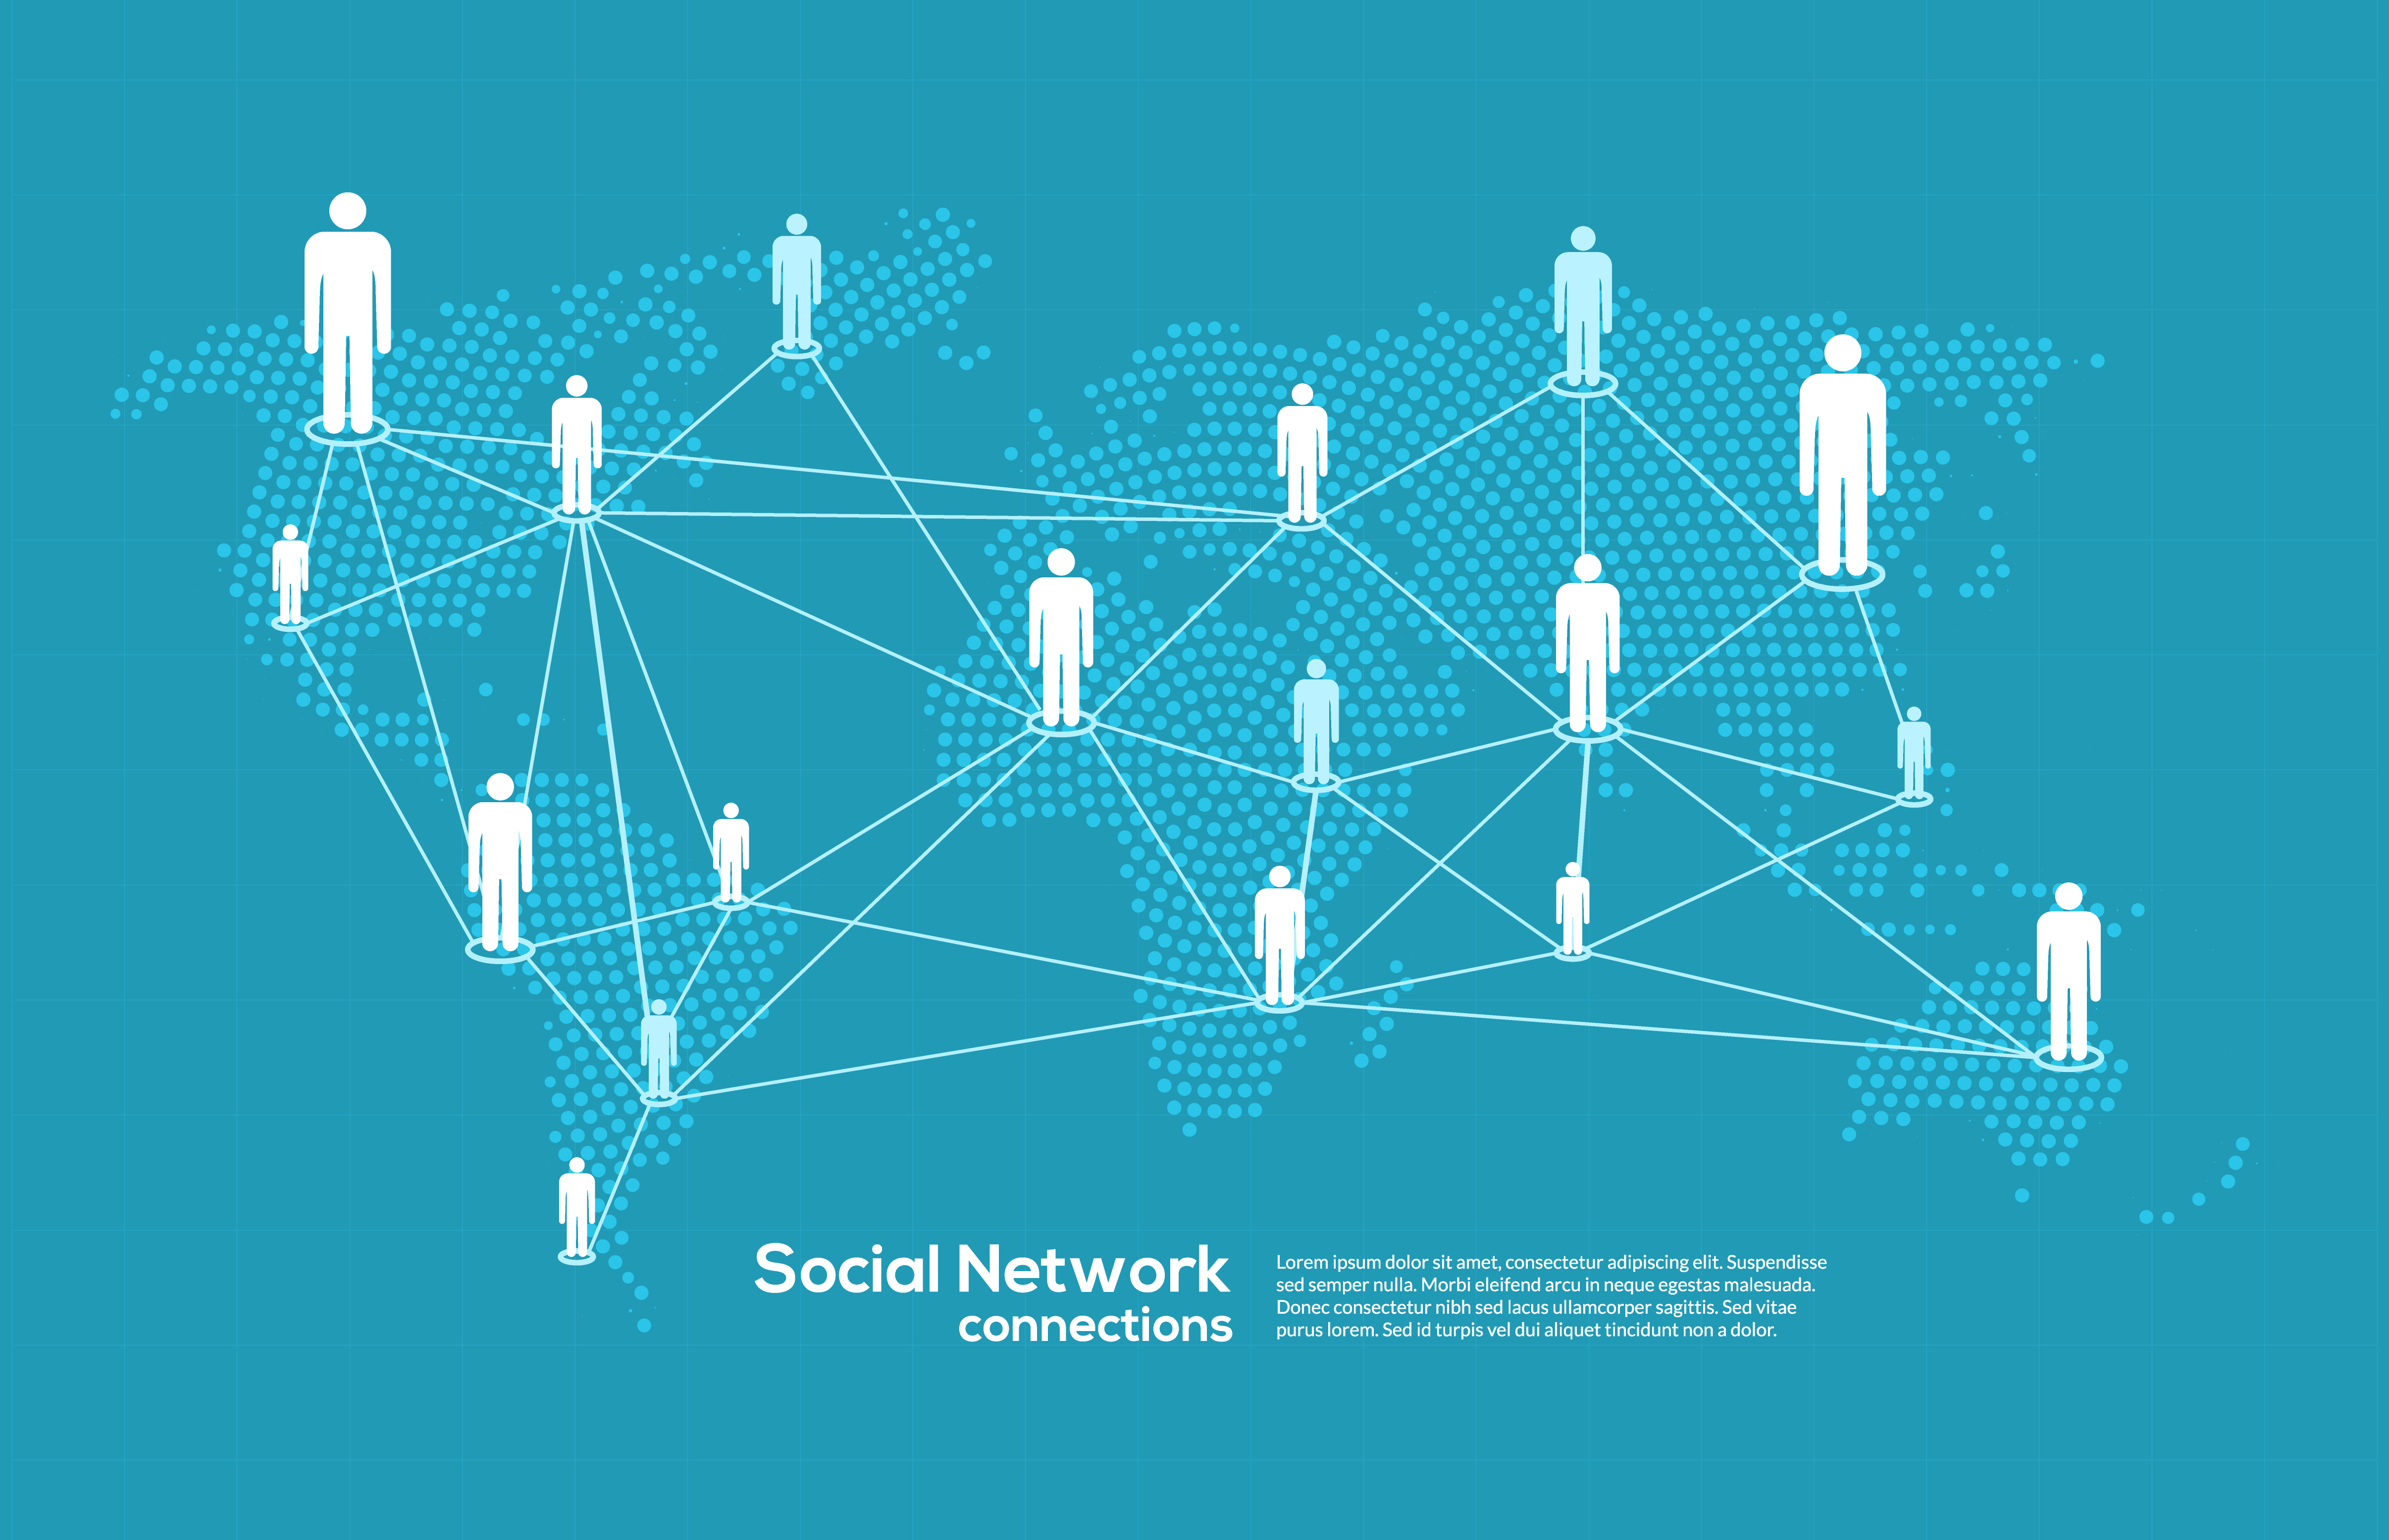 Social Network
connections
Lorem ipsum dolor sit amet, consectetur adipiscing elit. Suspendisse
sed semper nulla. Morbi eleifend arcu in neque egestas malesuada.
Donec consectetur nibh sed lacus ullamcorper sagittis. Sed vitae
purus lorem. Sed id turpis vel dui aliquet tincidunt non a dolor.